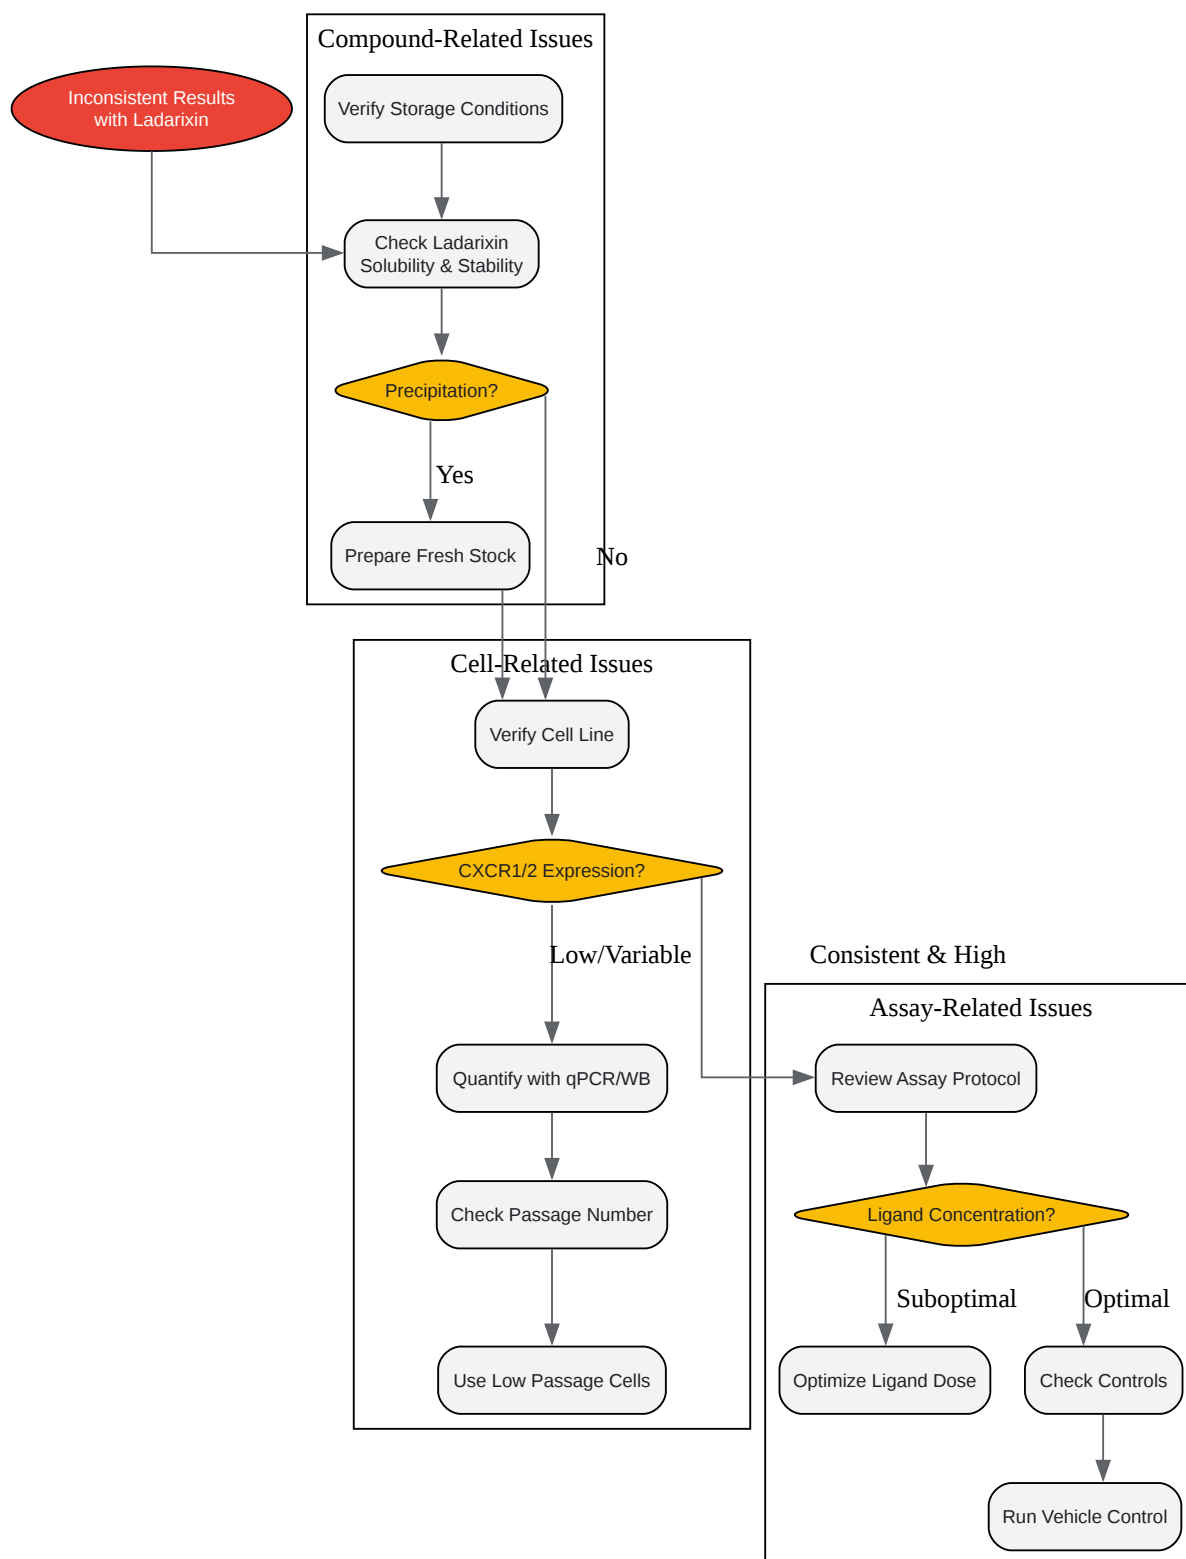 Compound-Related Issues
Inconsistent Results
with Ladarixin
Verify Storage Conditions
Check Ladarixin
Solubility & Stability
Precipitation?
Yes
No
Prepare Fresh Stock
Cell-Related Issues
Verify Cell Line
CXCR1/2 Expression?
Low/Variable
Consistent & High
Assay-Related Issues
Quantify with qPCR/WB
Review Assay Protocol
Check Passage Number
Ligand Concentration?
Suboptimal
Optimal
Use Low Passage Cells
Optimize Ligand Dose
Check Controls
Run Vehicle Control